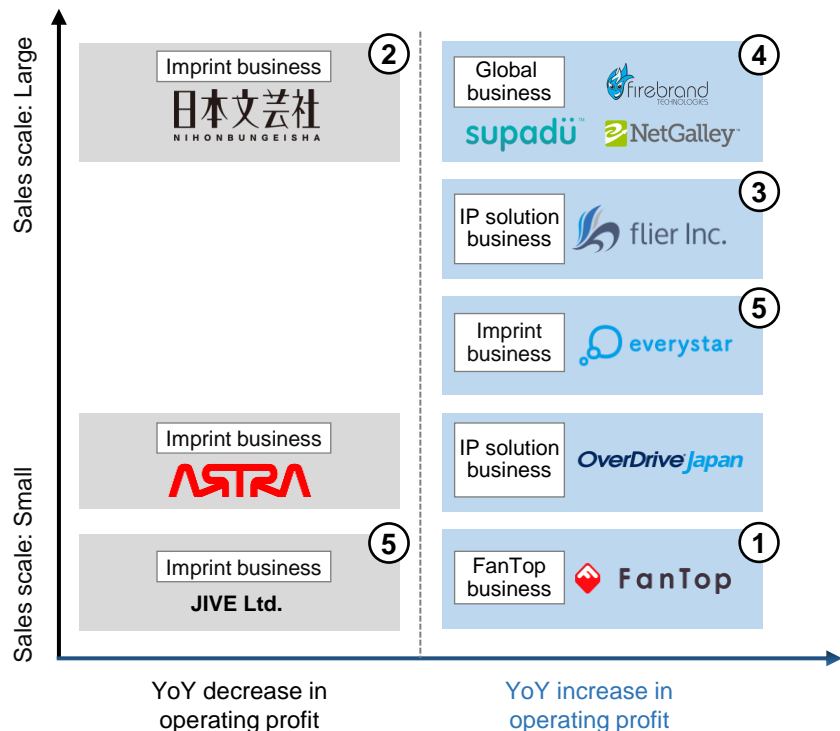 Sales scale: Large
Sales scale: Small
2
Imprint business
日本文芸社
NIHONBUNGEISHA
4
Global
business
firebrand
TECHNOLOGIES
supadü™
NetGalley™
3
IP solution
business
flier Inc.
5
Imprint
business
everystar
Imprint business
ASTRA
IP solution
business
OverDrive Japan
5
Imprint business
JIVE Ltd.
1
FanTop
business
FanTop
YoY decrease in
operating profit
YoY increase in
operating profit